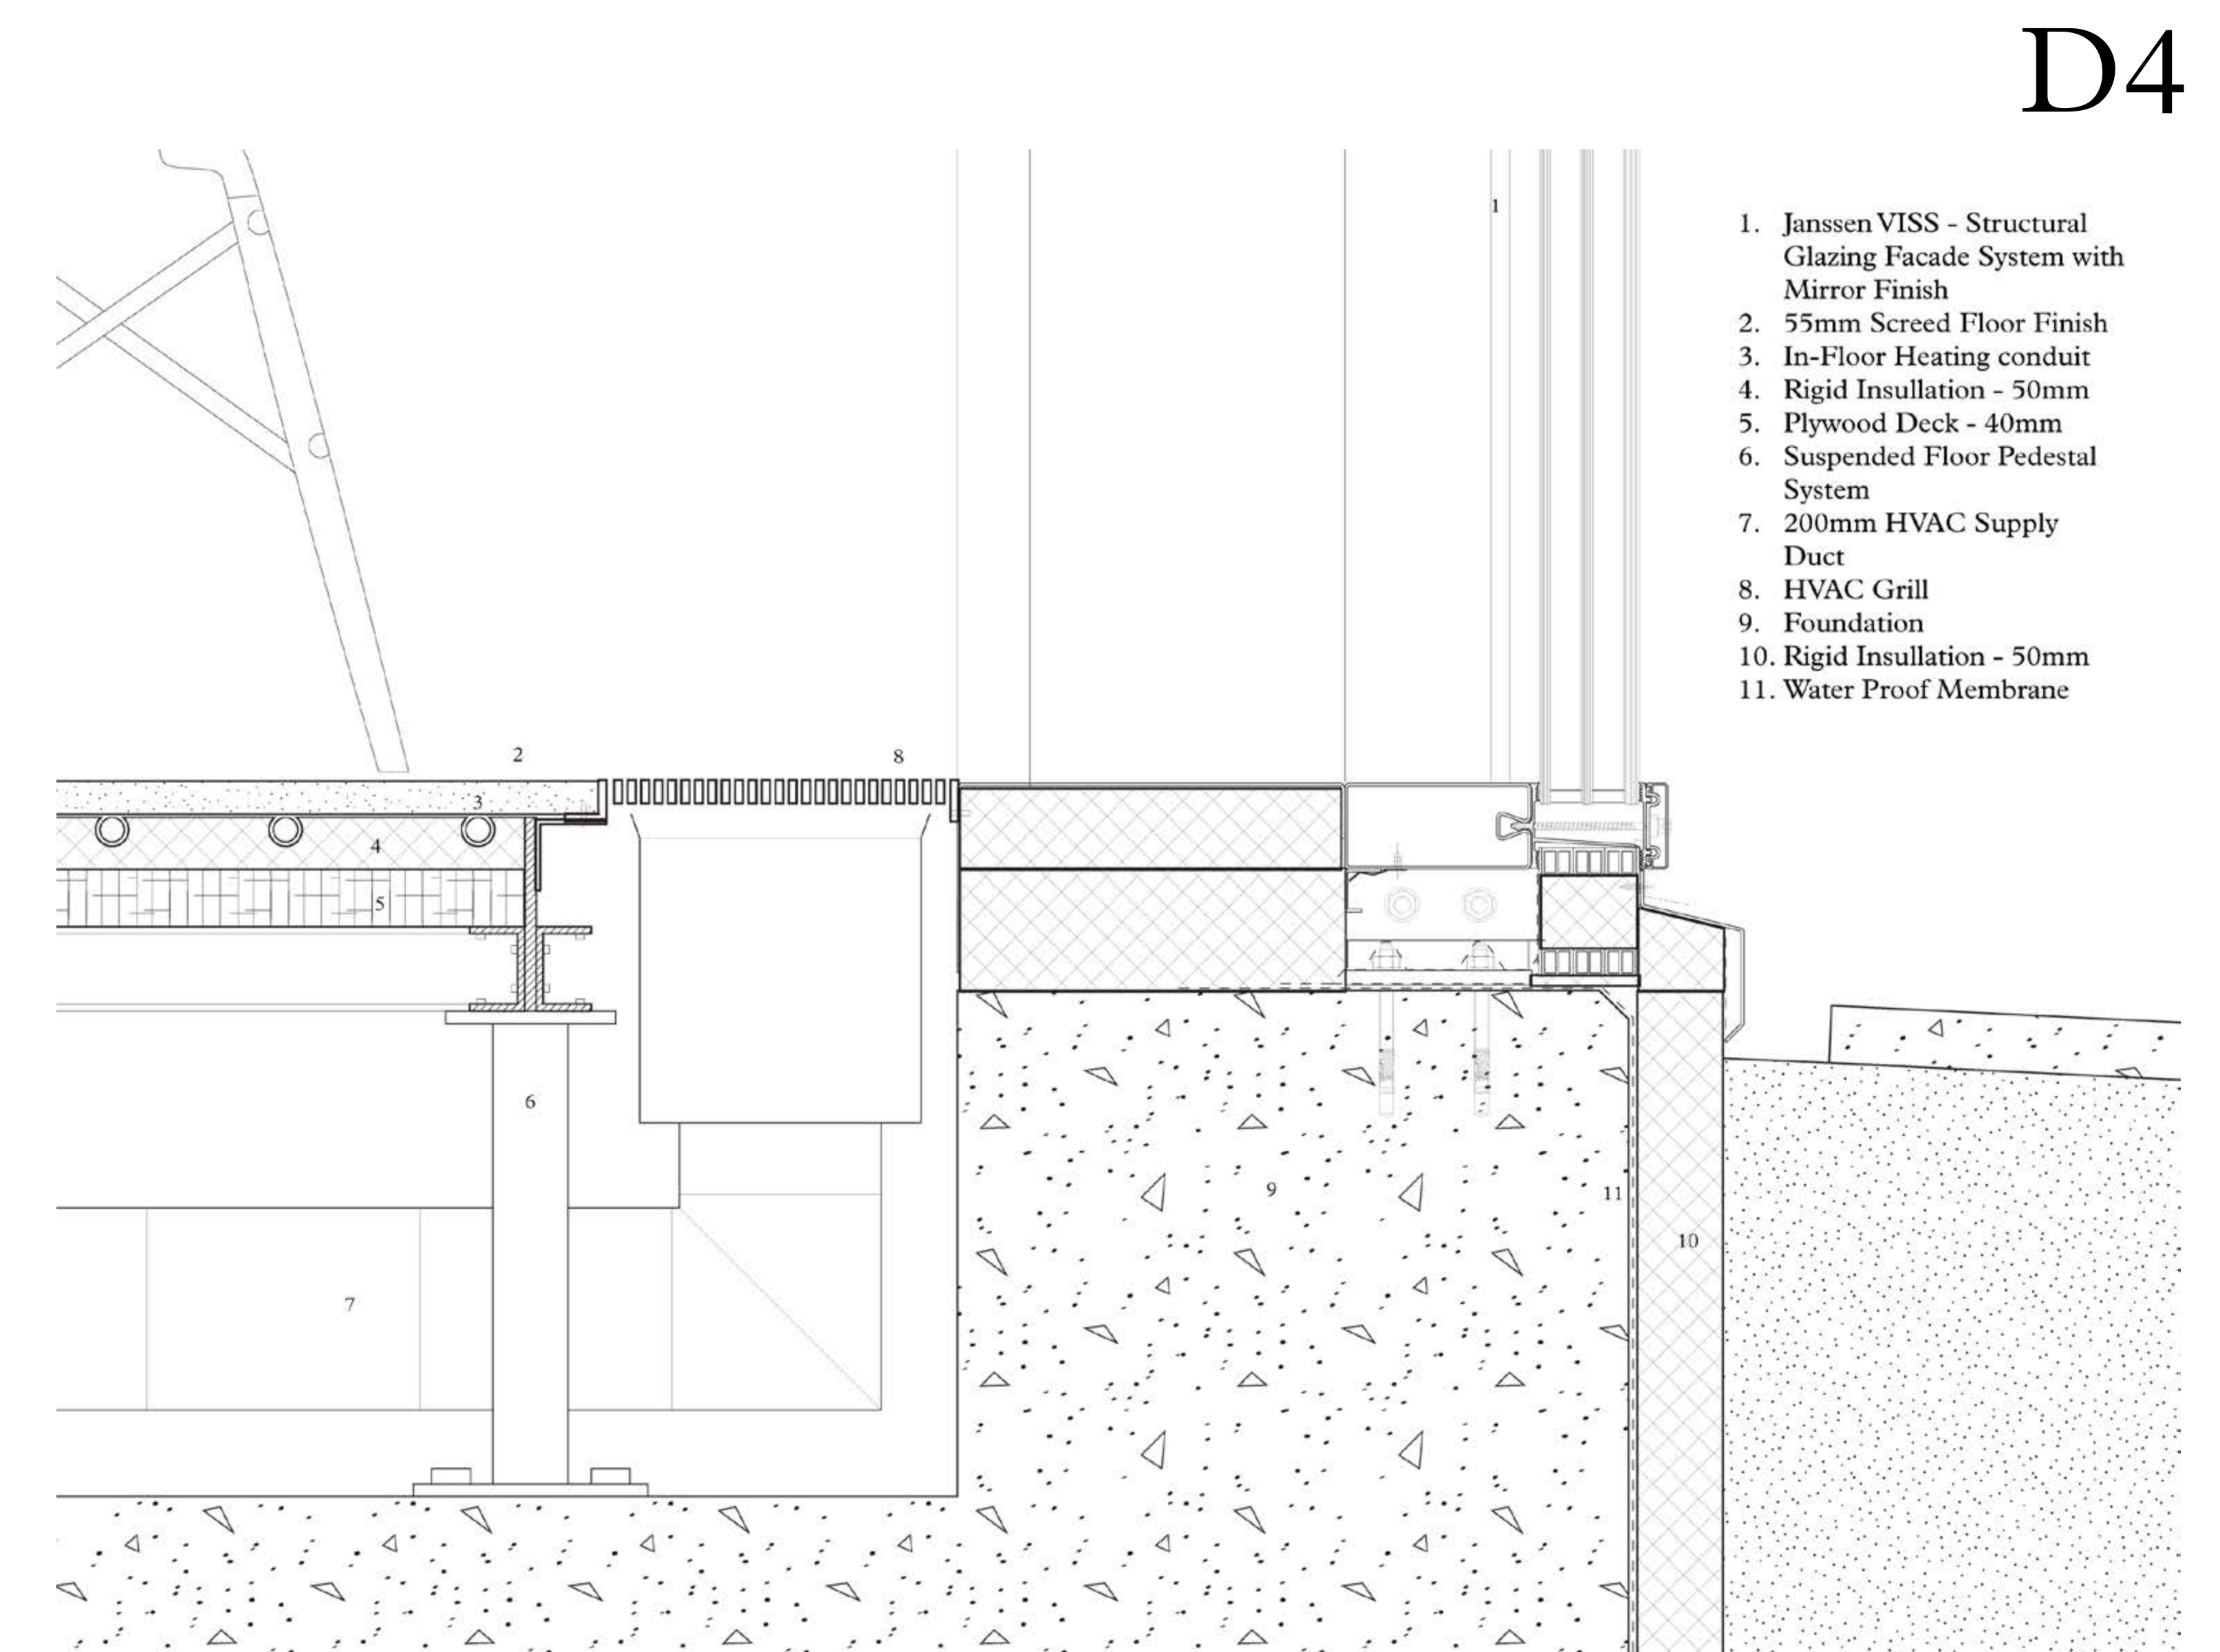 D4
1. Janssen VISS - Structural
Glazing Facade System with
Mirror Finish
2. 55mm Screed Floor Finish
3. In-Floor Heating conduit
4. Rigid Insullation - 50mm
5. Plywood Deck - 40mm
6. Suspended Floor Pedestal
System
7. 200mm HVAC Supply
Duct
8. HVAC Grill
9. Foundation
10. Rigid Insullation - 50mm
11. Water Proof Membrane
1
2
8
3
4
5
6
9
11
10
7